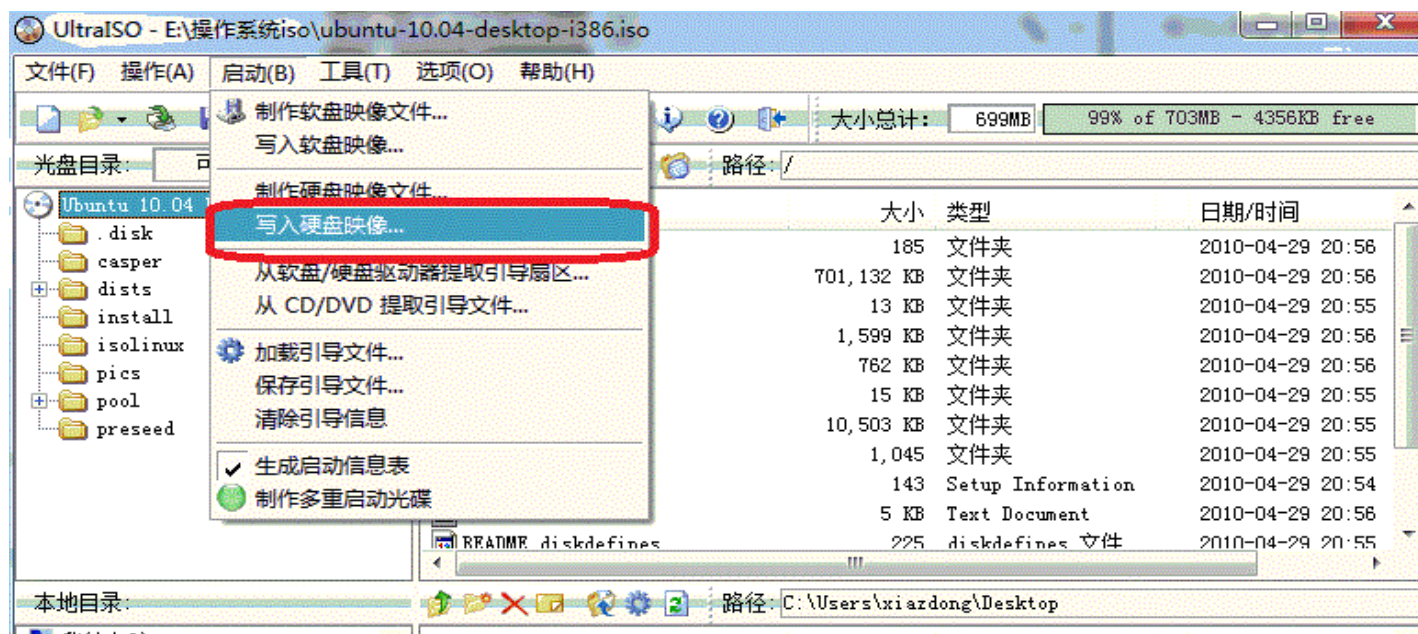 UltraISO - E:\操作系统iso\ubuntu-10.04-desktop-i386.iso
文件(F) 操作(A) 启动(B) 工具(T) 选项(O) 帮助(H)
大小总计: 699MB 99% of 703MB - 4356KB free
光盘目录: 可
路径: /
制作软盘映像文件...
写入软盘映像...
制作硬盘映像文件...
写入硬盘映像...
从软盘/硬盘驱动器提取引导扇区...
从 CD/DVD 提取引导文件...
加载引导文件...
保存引导文件...
清除引导信息
生成启动信息表
制作多重启动光碟
Ubuntu 10.04
.disk
casper
dists
install
isolinux
pics
pool
preseed
大小 类型 日期/时间
185 文件夹 2010-04-29 20:56
701,132 KB 文件夹 2010-04-29 20:56
13 KB 文件夹 2010-04-29 20:55
1,599 KB 文件夹 2010-04-29 20:56
762 KB 文件夹 2010-04-29 20:56
15 KB 文件夹 2010-04-29 20:55
10,503 KB 文件夹 2010-04-29 20:55
1,045 文件夹 2010-04-29 20:55
143 Setup Information 2010-04-29 20:54
5 KB Text Document 2010-04-29 20:56
README.diskdefines 225 diskdefines 文件 2010-04-29 20:55
本地目录:
路径: C:\Users\xiazdong\Desktop